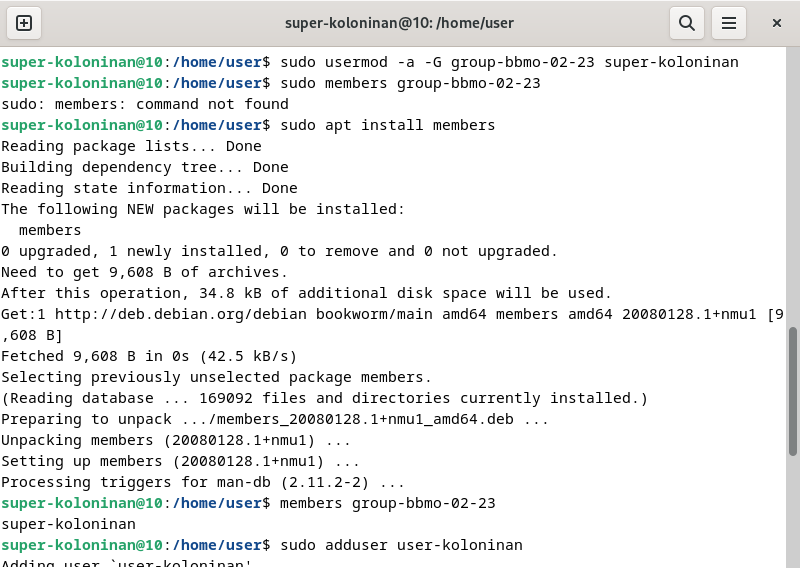 super-koloninan@10: /home/user
super-koloninan@10:/home/user$ sudo usermod -a -G group-bbmo-02-23 super-koloninan
super-koloninan@10:/home/user$ sudo members group-bbmo-02-23
sudo: members: command not found
super-koloninan@10:/home/user$ sudo apt install members
Reading package lists... Done
Building dependency tree... Done
Reading state information... Done
The following NEW packages will be installed:
  members
0 upgraded, 1 newly installed, 0 to remove and 0 not upgraded.
Need to get 9,608 B of archives.
After this operation, 34.8 kB of additional disk space will be used.
Get:1 http://deb.debian.org/debian bookworm/main amd64 members amd64 20080128.1+nmu1 [9
,608 B]
Fetched 9,608 B in 0s (42.5 kB/s)
Selecting previously unselected package members.
(Reading database ... 169092 files and directories currently installed.)
Preparing to unpack .../members_20080128.1+nmu1_amd64.deb ...
Unpacking members (20080128.1+nmu1) ...
Setting up members (20080128.1+nmu1) ...
Processing triggers for man-db (2.11.2-2) ...
super-koloninan@10:/home/user$ members group-bbmo-02-23
super-koloninan
super-koloninan@10:/home/user$ sudo adduser user-koloninan
Adding user `user-koloninan'